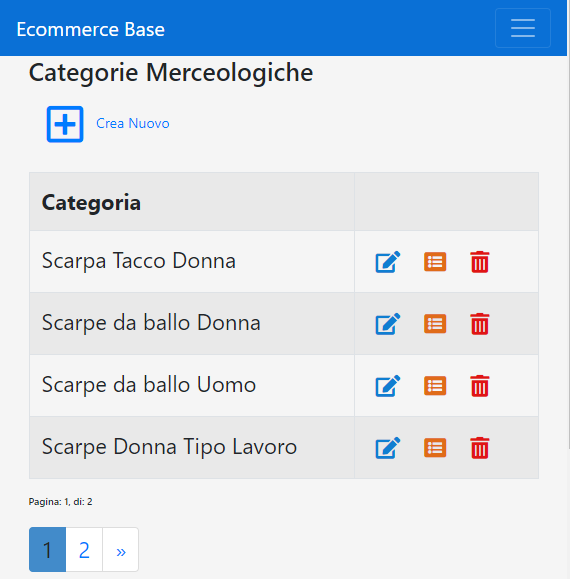 Ecommerce Base
Categorie Merceologiche
Crea Nuovo
Categoria
Scarpa Tacco Donna
Scarpe da ballo Donna
Scarpe da ballo Uomo
Scarpe Donna Tipo Lavoro
Pagina: 1, di: 2
1 2 »